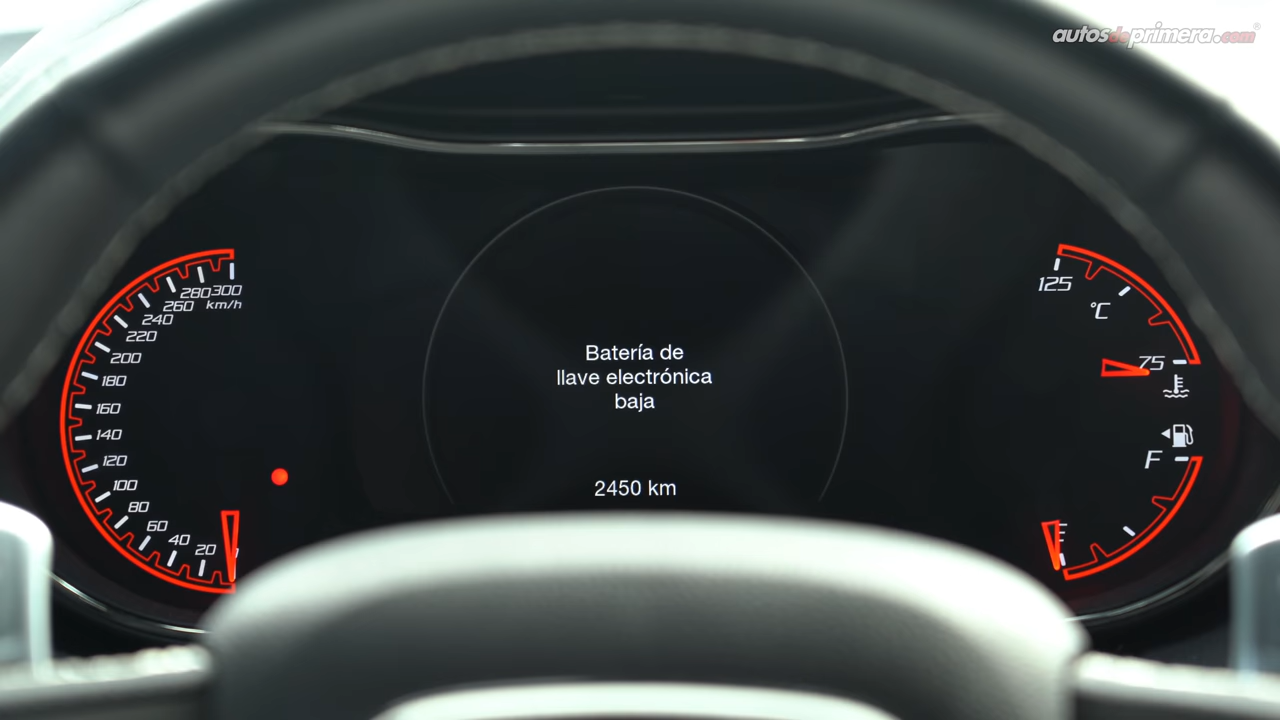 autosdeprimera.com
300
280
km/h
260
240
220
200
180
160
140
120
100
80
60
40
20
Batería de
llave electrónica
baja
2450 km
125
°C
75
F
E